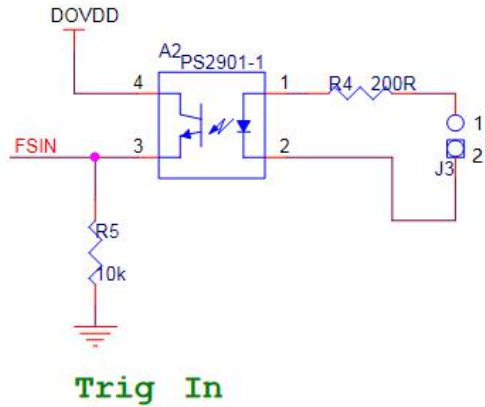 DOVDD
A2 PS2901-1
4 1 R4 200R
1
FSIN 3 2 2
J3
R5
10k
Trig In